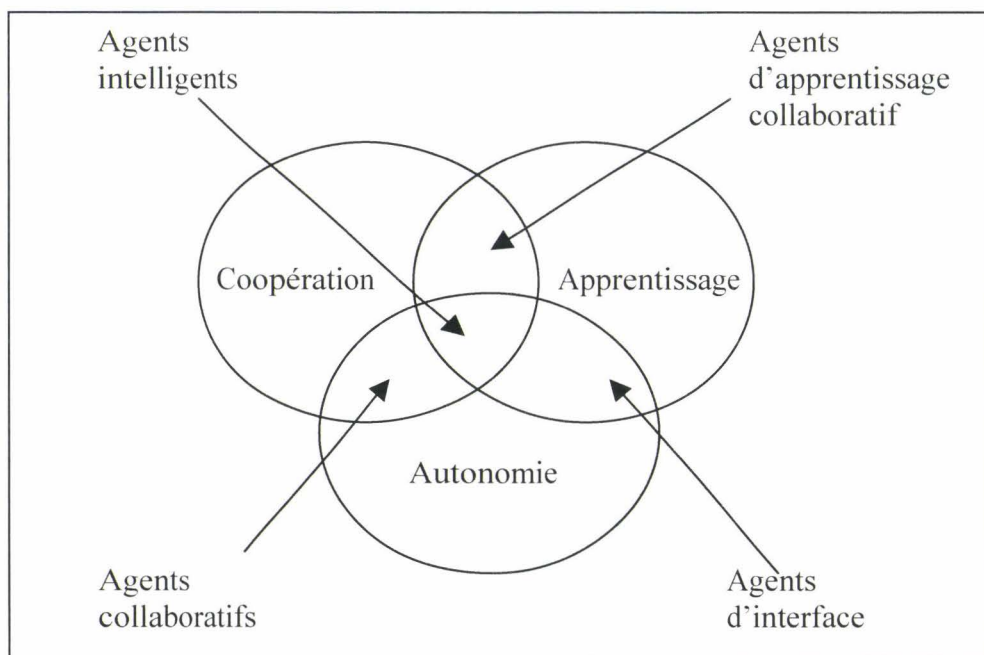 Agents
intelligents
Agents
d'apprentissage
collaboratif
Coopération
Apprentissage
Autonomie
Agents
collaboratifs
Agents
d'interface